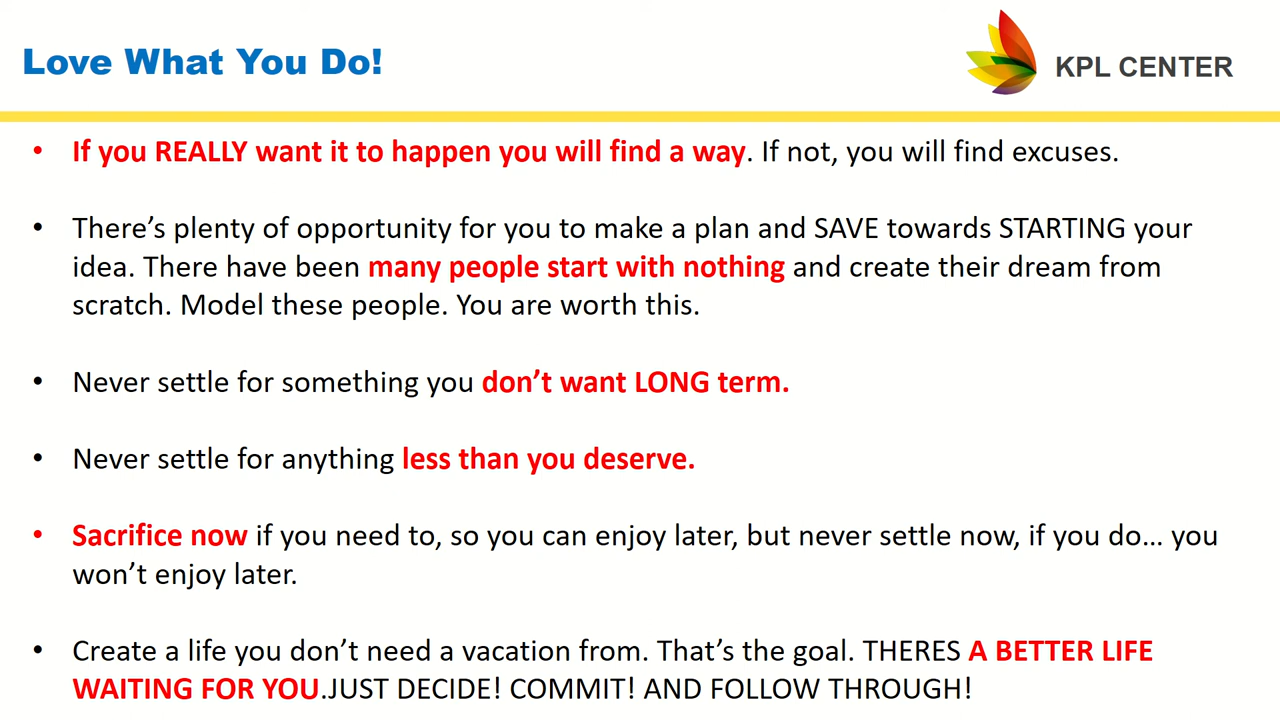 Love What You Do!
KPL CENTER
• If you REALLY want it to happen you will find a way. If not, you will find excuses.
• There’s plenty of opportunity for you to make a plan and SAVE towards STARTING your
idea. There have been many people start with nothing and create their dream from
scratch. Model these people. You are worth this.
• Never settle for something you don’t want LONG term.
• Never settle for anything less than you deserve.
• Sacrifice now if you need to, so you can enjoy later, but never settle now, if you do… you
won’t enjoy later.
• Create a life you don’t need a vacation from. That’s the goal. THERES A BETTER LIFE
WAITING FOR YOU.JUST DECIDE! COMMIT! AND FOLLOW THROUGH!